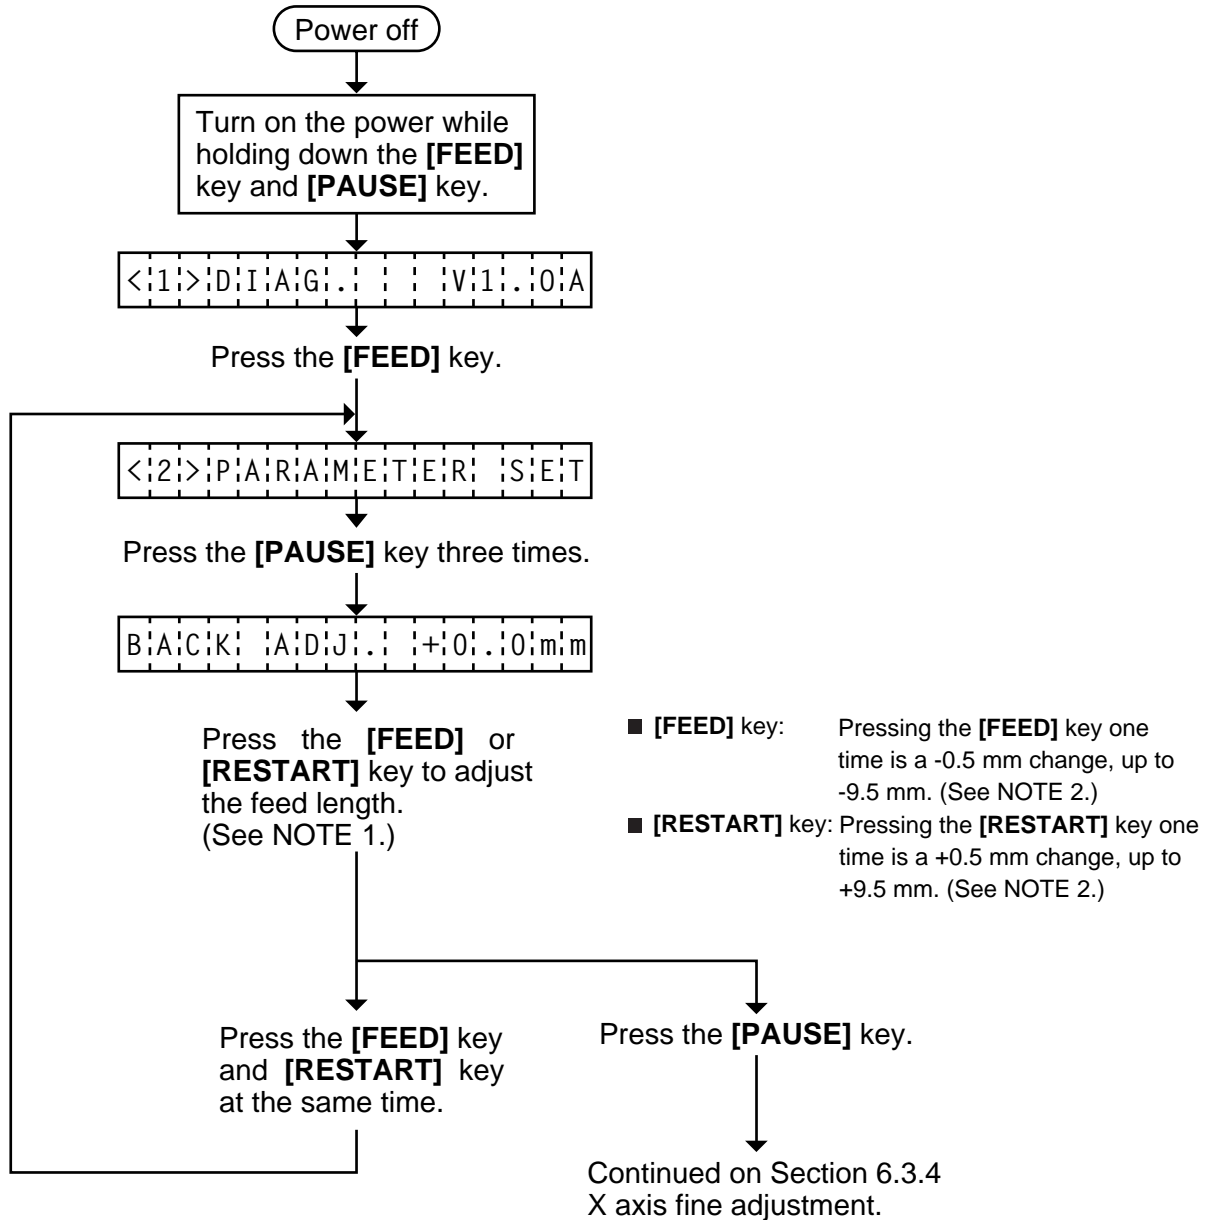 Power off
Turn on the power while
holding down the [FEED]
key and [PAUSE] key.
<1>DIAG.   V1.0A
Press the [FEED] key.
<2>PARAMETER SET
Press the [PAUSE] key three times.
BACK ADJ. +0.0mm
Press the [FEED] or
[RESTART] key to adjust
the feed length.
(See NOTE 1.)
■ [FEED] key: Pressing the [FEED] key one
time is a -0.5 mm change, up to
-9.5 mm. (See NOTE 2.)
■ [RESTART] key: Pressing the [RESTART] key one
time is a +0.5 mm change, up to
+9.5 mm. (See NOTE 2.)
Press the [FEED] key
and [RESTART] key
at the same time.
Press the [PAUSE] key.
Continued on Section 6.3.4
X axis fine adjustment.